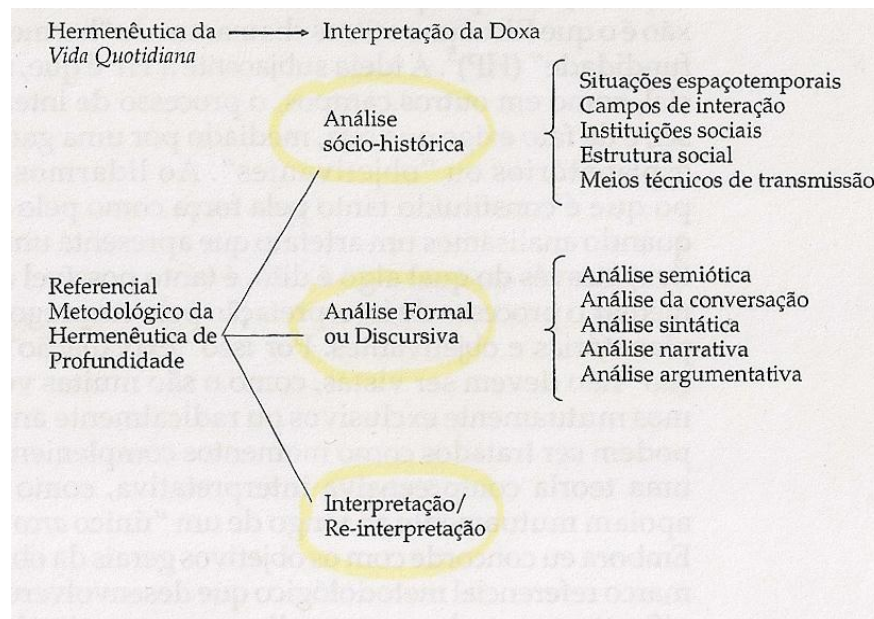 Hermenêutica da
Vida Quotidiana
Interpretação da Doxa
Análise
sócio-histórica
Situações espaçotemporais
Campos de interação
Instituições sociais
Estrutura social
Meios técnicos de transmissão
Referencial
Metodológico da
Hermenêutica de
Profundidade
Análise Formal
ou Discursiva
Análise semiótica
Análise da conversação
Análise sintática
Análise narrativa
Análise argumentativa
Interpretação/
Re-interpretação